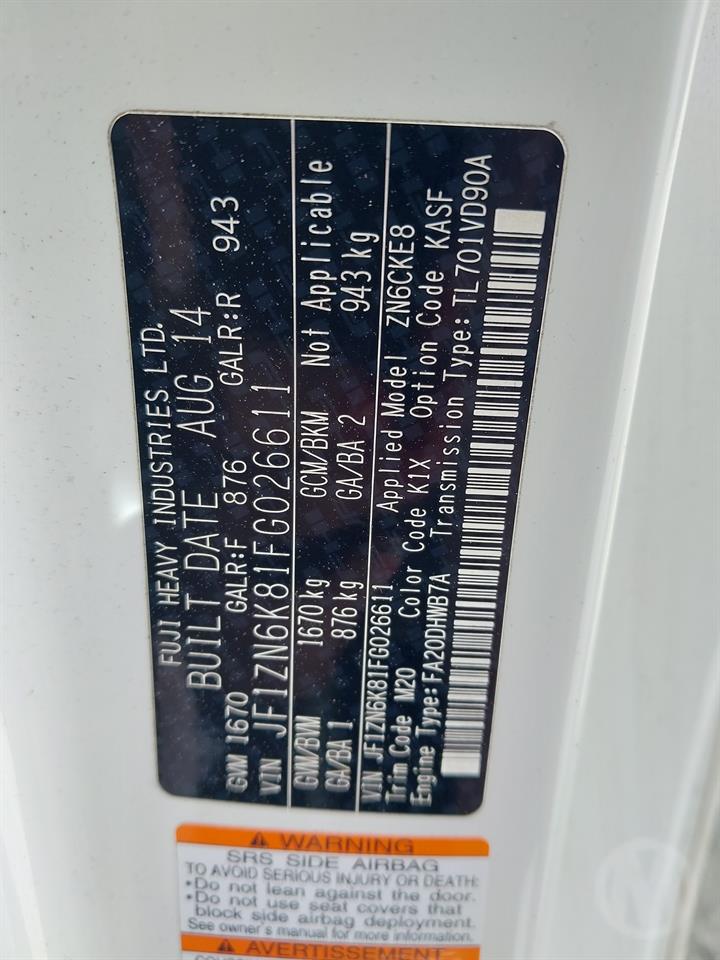 FUJI HEAVY INDUSTRIES LTD.
BUILT DATE AUG 14
GVM 1670 GALR:F 876 GALR:R 943
VIN JF1ZN6K81FG026611
GVM/BVM 1670 kg GCM/BKM Not Applicable
GA/BA 1 876 kg GA/BA 2 943 kg
VIN JF1ZN6K81FG026611 Applied Model ZN6CKE8
Trim Code M20 Color Code K1X Option Code KASF
Engine Type: FA20DHWB7A Transmission Type: TL701VD90A
WARNING
SRS SIDE AIRBAG
TO AVOID SERIOUS INJURY OR DEATH:
•Do not lean against the door.
•Do not use seat covers that
block side airbag deployment.
See owner's manual for more information.
AVERTISSEMENT